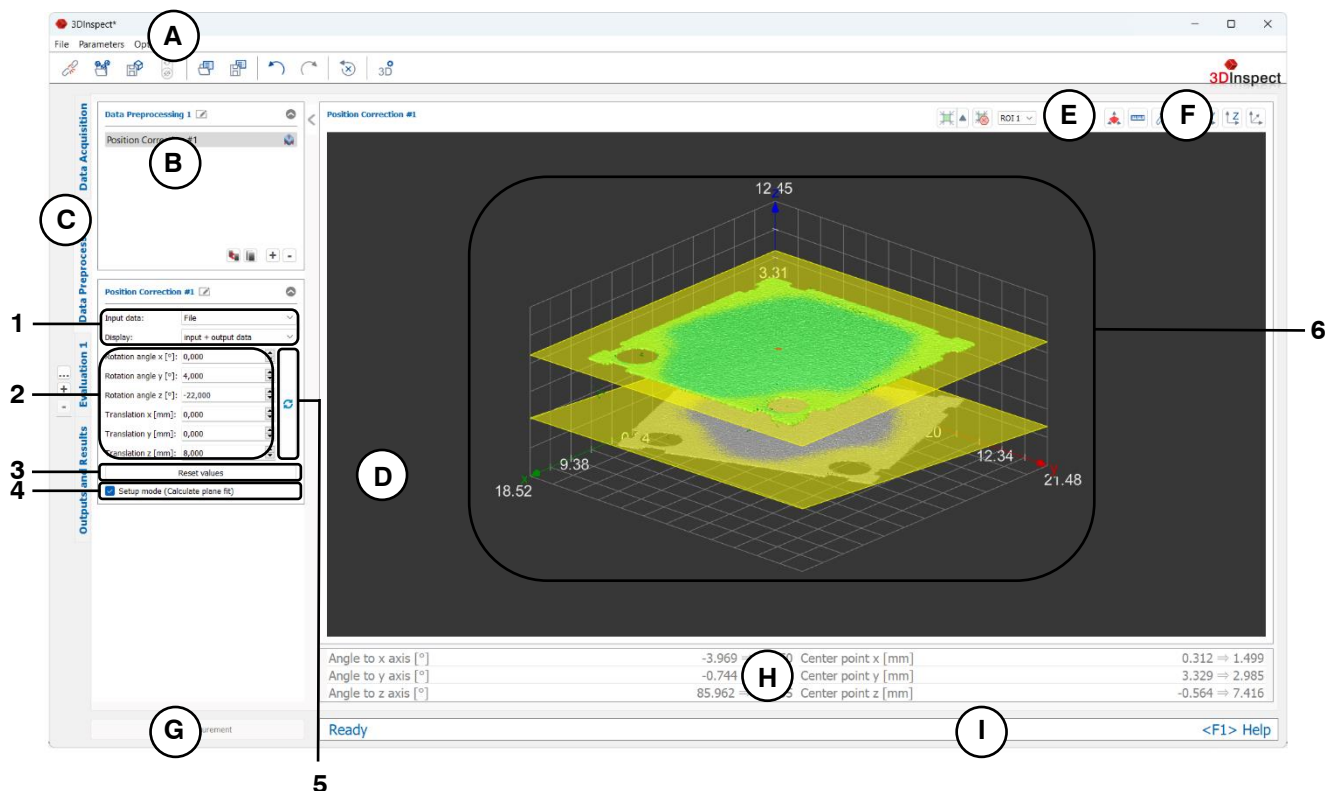 3DInspect*
A
File Parameters
3DInspect
Data Acquisition
Data Preprocessing 1
Position Correction #1
ROI 1
E
F
B
C
Position #1
12.45
Z
3.31
Position Correction #1
1
Input data: File
Display: input + output data
6
2
Rotation angle x [°]: 0,000
Rotation angle y [°]: 4,000
Rotation angle z [°]: -22,000
Translation x [mm]: 0,000
Translation y [mm]: 0,000
Translation z [mm]: 8,000
Evaluation 1
Outputs and Results
20
9.38
12.34
18.52
21.48
x
D
3
Reset values
4
Setup mode (Calculate plane fit)
Angle to x axis [°] -3.969 ⇒ Center point x [mm] 0.312 ⇒ 1.499
Angle to y axis [°] -0.744 Center point y [mm] 3.329 ⇒ 2.985
Angle to z axis [°] 85.962 Center point z [mm] -0.564 ⇒ 7.416
H
G
Ready
I
<F1> Help
5